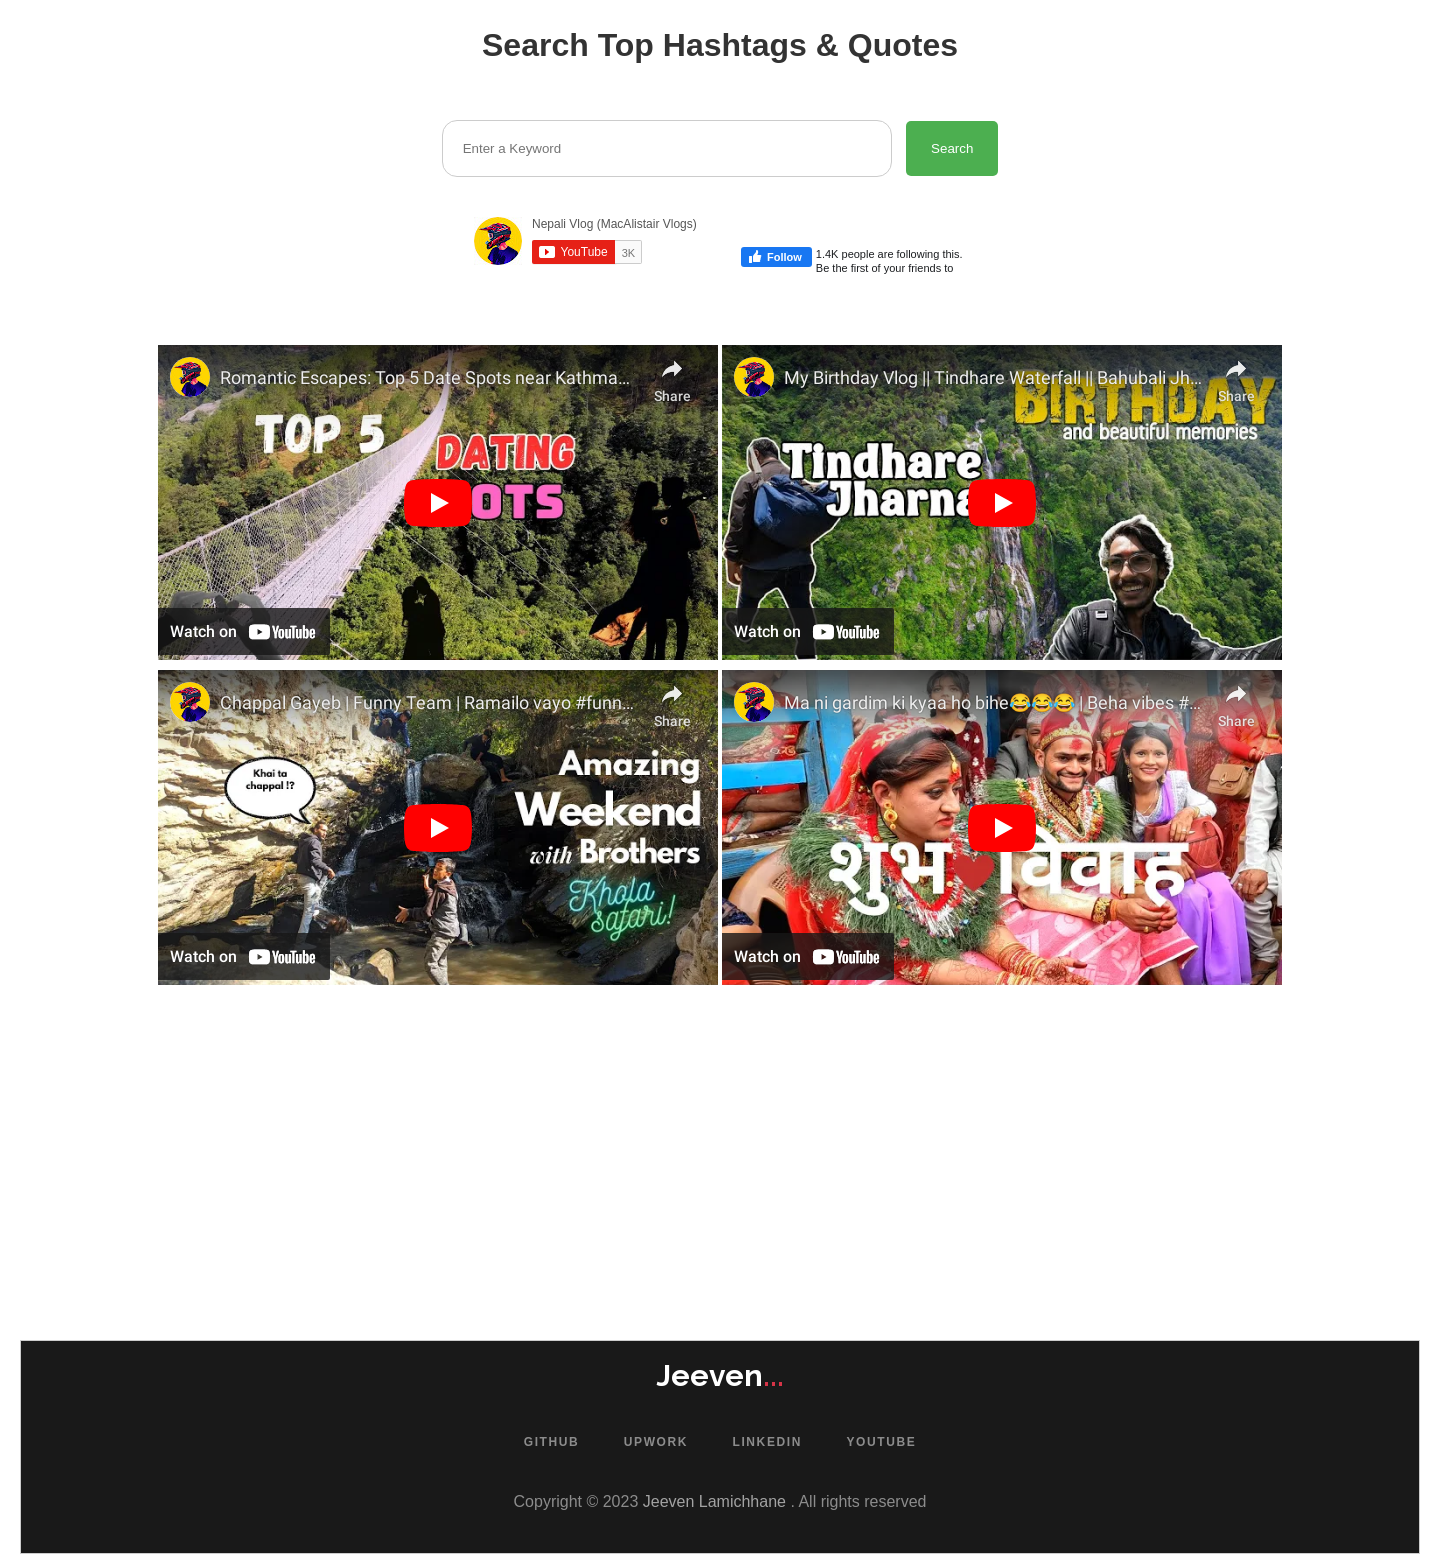 Search Top Hashtags & Quotes
Enter a Keyword
Search
Nepali Vlog (MacAlistair Vlogs)
YouTube 3K
Follow
1.4K people are following this.
Be the first of your friends to
Romantic Escapes: Top 5 Date Spots near Kathma...
Share
TOP 5
DATING
Watch on YouTube
My Birthday Vlog || Tindhare Waterfall || Bahubali Jh...
Share
BIRTHDAY
and beautiful memories
Tindhare
Jharna
Watch on YouTube
Chappal Gayeb | Funny Team | Ramailo vayo #funn...
Share
Khai ta
chappal !?
Amazing
Weekend
with Brothers
Khola
safari!
Watch on YouTube
Ma ni gardim ki kyaa ho bihe😂😂😂 | Beha vibes #...
Share
शुभ विवाह
Watch on YouTube
Jeeven...
GITHUB UPWORK LINKEDIN YOUTUBE
Copyright © 2023 Jeeven Lamichhane . All rights reserved